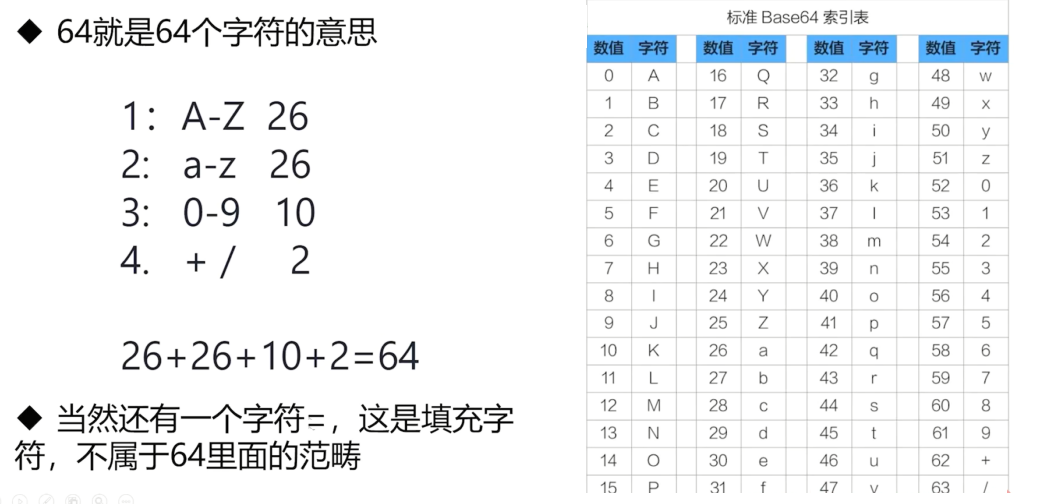 ◆ 64就是64个字符的意思
1: A-Z 26
2: a-z 26
3: 0-9 10
4. + / 2
26+26+10+2=64
◆ 当然还有一个字符=，这是填充字
符，不属于64里面的范畴
标准 Base64 索引表
数值 字符 数值 字符 数值 字符 数值 字符
0 A 16 Q 32 g 48 w
1 B 17 R 33 h 49 x
2 C 18 S 34 i 50 y
3 D 19 T 35 j 51 z
4 E 20 U 36 k 52 0
5 F 21 V 37 l 53 1
6 G 22 W 38 m 54 2
7 H 23 X 39 n 55 3
8 I 24 Y 40 o 56 4
9 J 25 Z 41 p 57 5
10 K 26 a 42 q 58 6
11 L 27 b 43 r 59 7
12 M 28 c 44 s 60 8
13 N 29 d 45 t 61 9
14 O 30 e 46 u 62 +
15 P 31 f 47 v 63 /